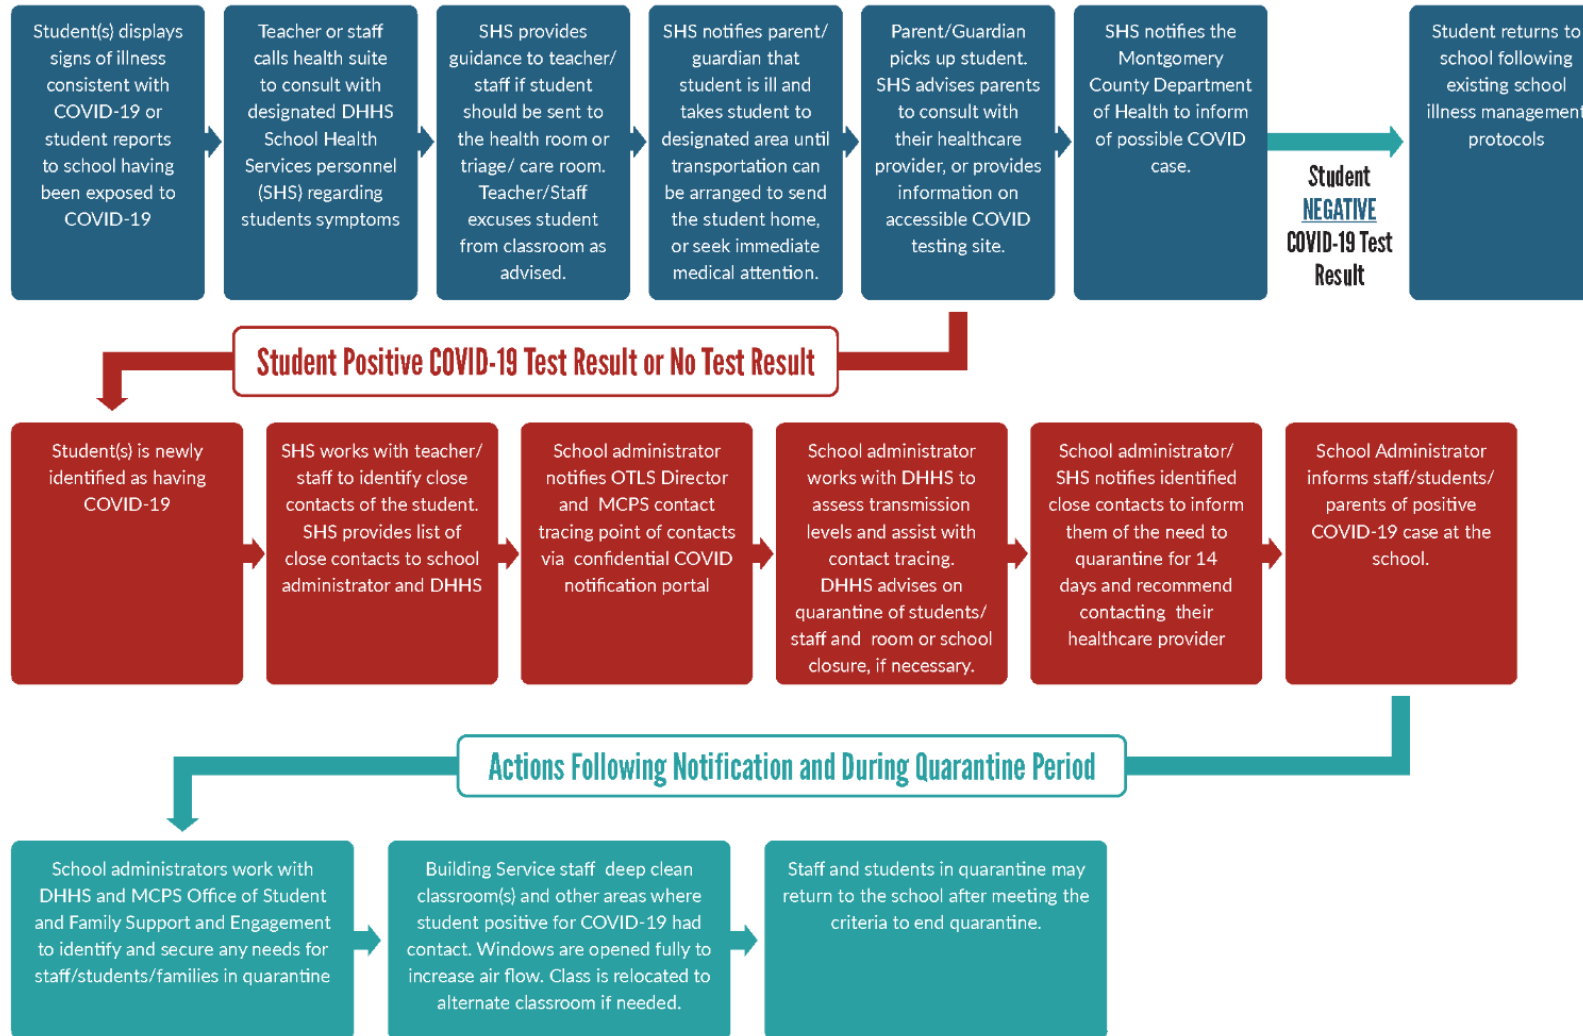 Student(s) displays
signs of illness
consistent with
COVID-19 or
student reports
to school having
been exposed to
COVID-19
Teacher or staff
calls health suite
to consult with
designated DHHS
School Health
Services personnel
(SHS) regarding
students symptoms
SHS provides
guidance to teacher/
staff if student
should be sent to
the health room or
triage/ care room.
Teacher/Staff
excuses student
from classroom as
advised.
SHS notifies parent/
guardian that
student is ill and
takes student to
designated area until
transportation can
be arranged to send
the student home,
or seek immediate
medical attention.
Parent/Guardian
picks up student.
SHS advises parents
to consult with
their healthcare
provider, or provides
information on
accessible COVID
testing site.
SHS notifies the
Montgomery
County Department
of Health to inform
of possible COVID
case.
Student
NEGATIVE
COVID-19 Test
Result
Student returns to
school following
existing school
illness management
protocols
Student Positive COVID-19 Test Result or No Test Result
Student(s) is newly
identified as having
COVID-19
SHS works with teacher/
staff to identify close
contacts of the student.
SHS provides list of
close contacts to school
administrator and DHHS
School administrator
notifies OTLS Director
and MCPS contact
tracing point of contacts
via confidential COVID
notification portal
School administrator
works with DHHS to
assess transmission
levels and assist with
contact tracing.
DHHS advises on
quarantine of students/
staff and room or school
closure, if necessary.
School administrator/
SHS notifies identified
close contacts to inform
them of the need to
quarantine for 14
days and recommend
contacting their
healthcare provider
School Administrator
informs staff/students/
parents of positive
COVID-19 case at the
school.
Actions Following Notification and During Quarantine Period
School administrators work with
DHHS and MCPS Office of Student
and Family Support and Engagement
to identify and secure any needs for
staff/students/families in quarantine
Building Service staff deep clean
classroom(s) and other areas where
student positive for COVID-19 had
contact. Windows are opened fully to
increase air flow. Class is relocated to
alternate classroom if needed.
Staff and students in quarantine may
return to the school after meeting the
criteria to end quarantine.